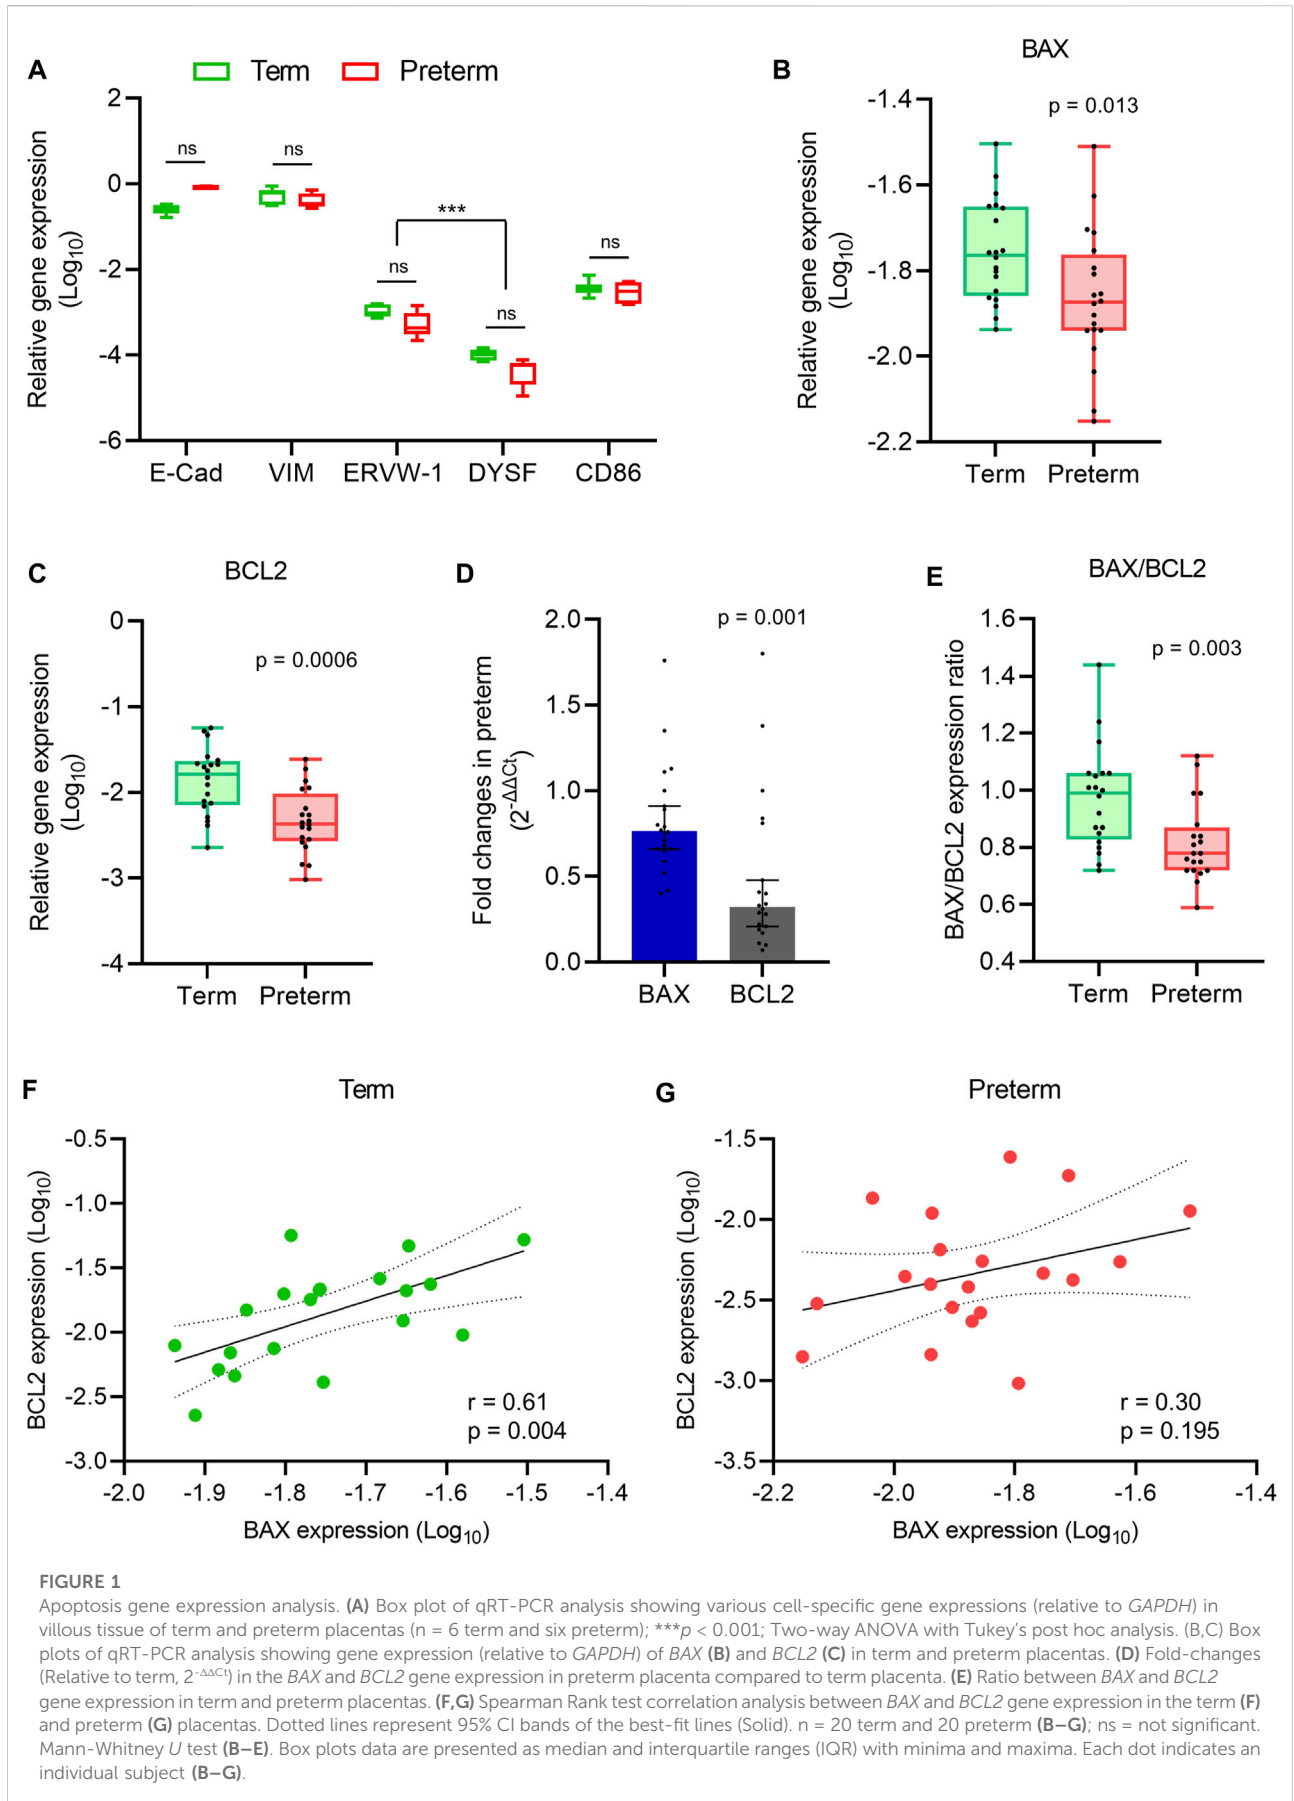 A
Term Preterm
Relative gene expression
(Log10)
2
0
-2
-4
-6
ns
ns
ns
***
ns
ns
E-Cad VIM ERVW-1 DYSF CD86
B
BAX
p = 0.013
Relative gene expression
(Log10)
-1.4
-1.6
-1.8
-2.0
-2.2
Term Preterm
C
BCL2
p = 0.0006
Relative gene expression
(Log10)
0
-1
-2
-3
-4
Term Preterm
D
p = 0.001
Fold changes in preterm
(2-ΔΔCt)
2.0
1.5
1.0
0.5
0.0
BAX BCL2
E
BAX/BCL2
p = 0.003
BAX/BCL2 expression ratio
1.6
1.4
1.2
1.0
0.8
0.6
0.4
Term Preterm
F
Term
BCL2 expression (Log10)
-0.5
-1.0
-1.5
-2.0
-2.5
-3.0
r = 0.61
p = 0.004
-2.0 -1.9 -1.8 -1.7 -1.6 -1.5 -1.4
BAX expression (Log10)
G
Preterm
BCL2 expression (Log10)
-1.5
-2.0
-2.5
-3.0
-3.5
r = 0.30
p = 0.195
-2.2 -2.0 -1.8 -1.6 -1.4
BAX expression (Log10)
FIGURE 1
Apoptosis gene expression analysis. (A) Box plot of qRT-PCR analysis showing various cell-specific gene expressions (relative to GAPDH) in
villous tissue of term and preterm placentas (n = 6 term and six preterm); ***p < 0.001; Two-way ANOVA with Tukey's post hoc analysis. (B,C) Box
plots of qRT-PCR analysis showing gene expression (relative to GAPDH) of BAX (B) and BCL2 (C) in term and preterm placentas. (D) Fold-changes
(Relative to term, 2-ΔΔCt) in the BAX and BCL2 gene expression in preterm placenta compared to term placenta. (E) Ratio between BAX and BCL2
gene expression in term and preterm placentas. (F,G) Spearman Rank test correlation analysis between BAX and BCL2 gene expression in the term (F)
and preterm (G) placentas. Dotted lines represent 95% CI bands of the best-fit lines (Solid). n = 20 term and 20 preterm (B–G); ns = not significant.
Mann-Whitney U test (B–E). Box plots data are presented as median and interquartile ranges (IQR) with minima and maxima. Each dot indicates an
individual subject (B–G).